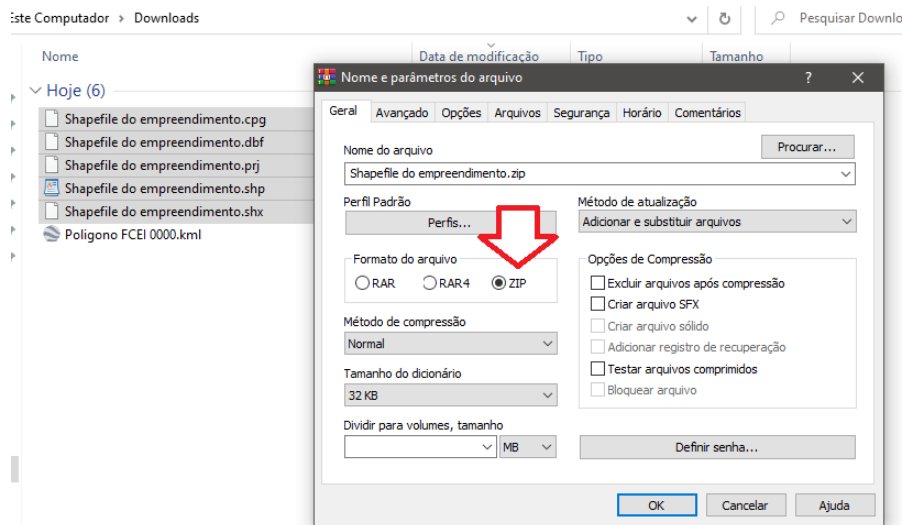 Este Computador > Downloads
Pesquisar Downlo
Nome
Data de modificação
Tipo
Tamanho
Hoje (6)
Shapefile do empreendimento.cpg
Shapefile do empreendimento.dbf
Shapefile do empreendimento.prj
Shapefile do empreendimento.shp
Shapefile do empreendimento.shx
Poligono FCEI 0000.kml
Nome e parâmetros do arquivo
?
Geral Avançado Opções Arquivos Segurança Horário Comentários
Nome do arquivo
Procurar...
Shapefile do empreendimento.zip
Perfil Padrão
Perfis...
Método de atualização
Adicionar e substituir arquivos
Formato do arquivo
RAR RAR4 ZIP
Método de compressão
Normal
Tamanho do dicionário
32 KB
Dividir para volumes, tamanho
MB
Opções de Compressão
Excluir arquivos após compressão
Criar arquivo SFX
Criar arquivo sólido
Adicionar registro de recuperação
Testar arquivos comprimidos
Bloquear arquivo
Definir senha...
OK Cancelar Ajuda